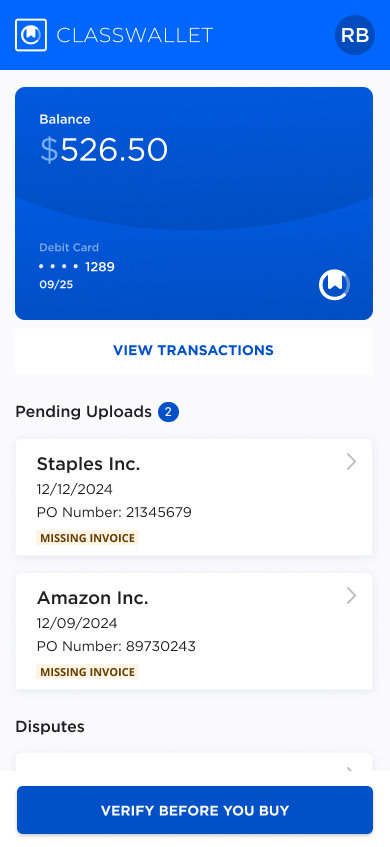 CLASSWALLET
RB
Balance
$526.50
Debit Card
• • • • 1289
09/25
VIEW TRANSACTIONS
Pending Uploads 2
Staples Inc.
12/12/2024
PO Number: 21345679
MISSING INVOICE
Amazon Inc.
12/09/2024
PO Number: 89730243
MISSING INVOICE
Disputes
VERIFY BEFORE YOU BUY